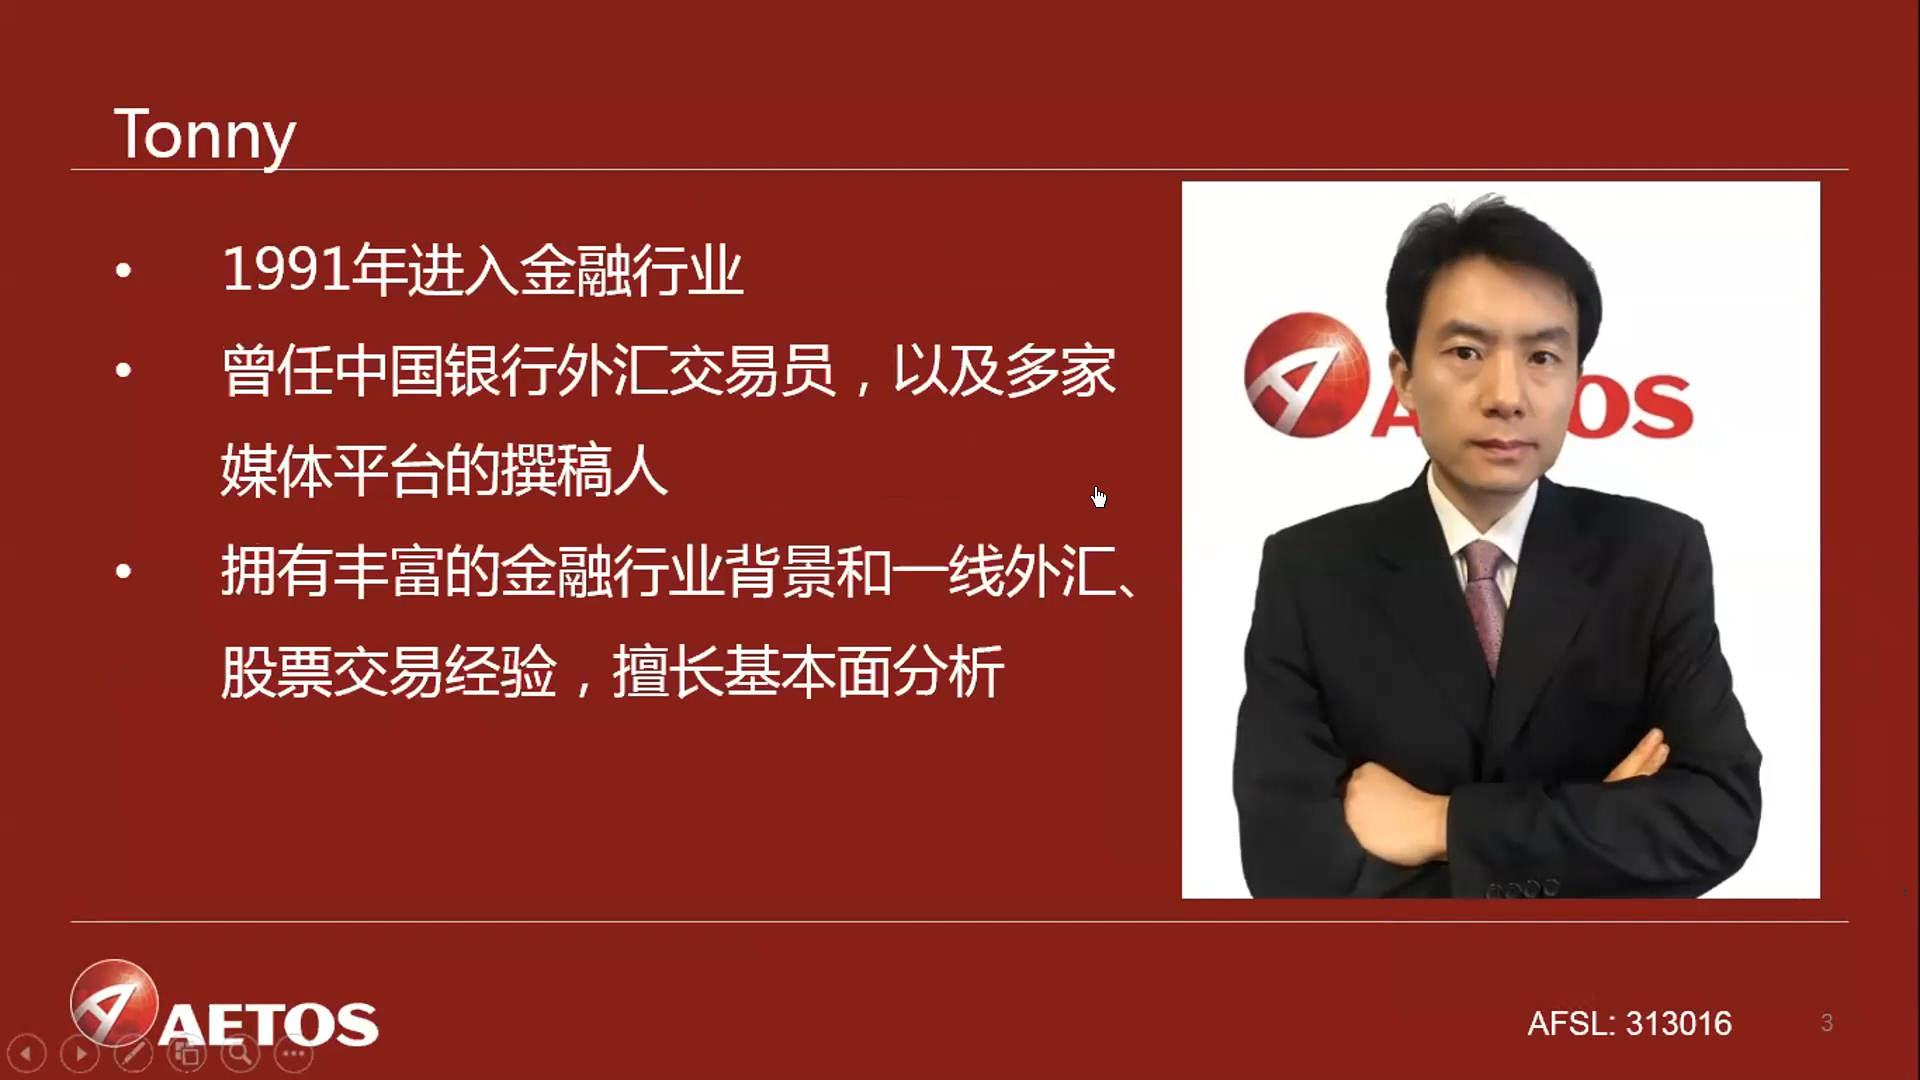 Tonny
• 1991年进入金融行业
• 曾任中国银行外汇交易员，以及多家
媒体平台的撰稿人
• 拥有丰富的金融行业背景和一线外汇、
股票交易经验，擅长基本面分析
A OS
AETOS
AFSL: 313016
3